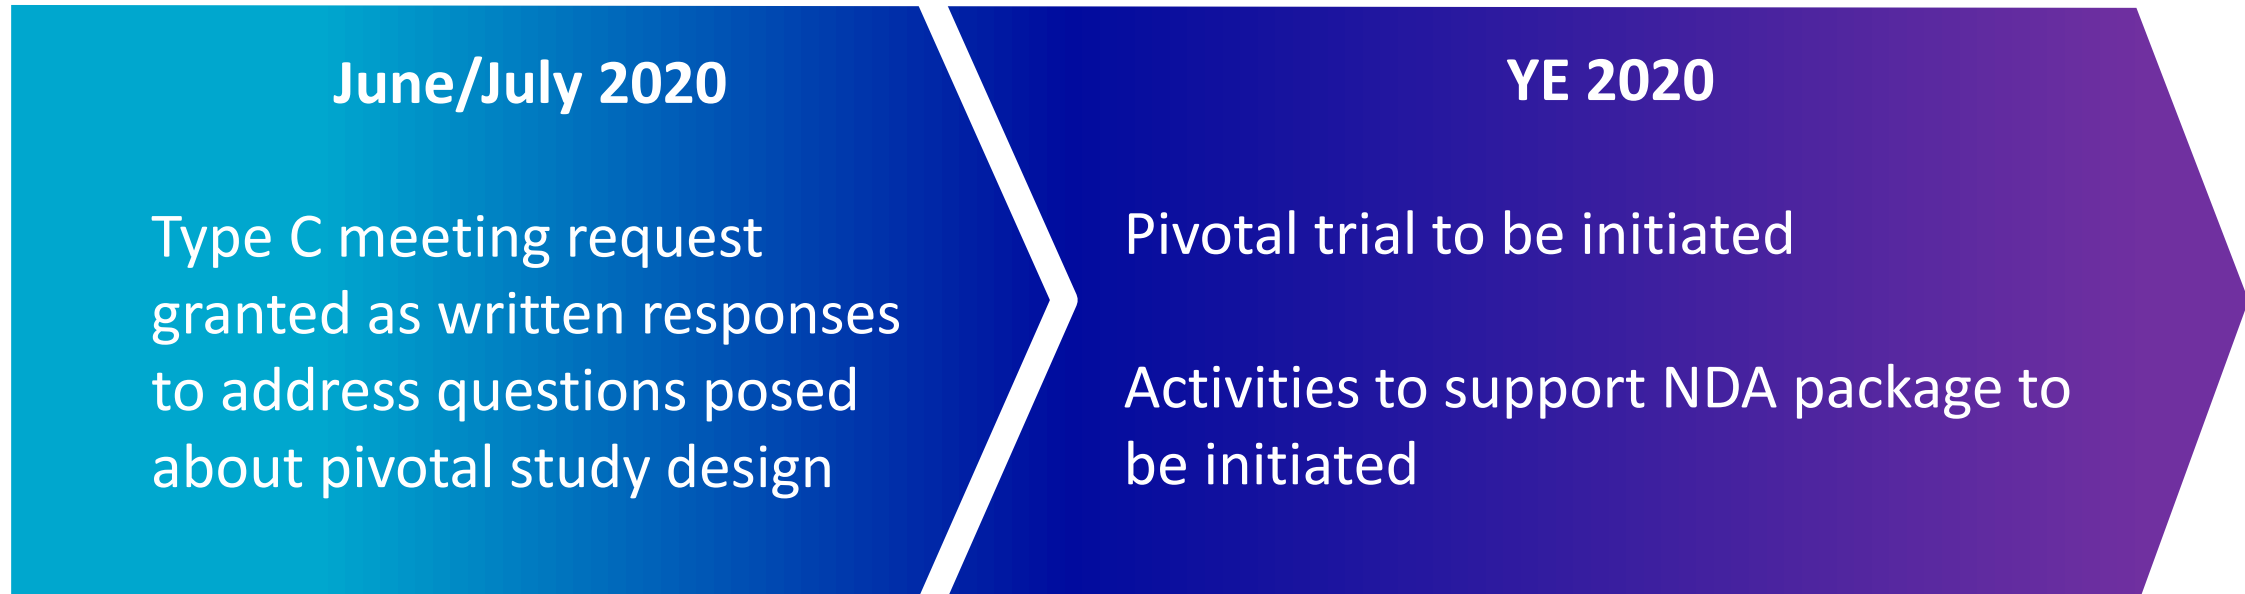 June/July 2020
Type C meeting request
granted as written responses
to address questions posed
about pivotal study design
YE 2020
Pivotal trial to be initiated
Activities to support NDA package to
be initiated